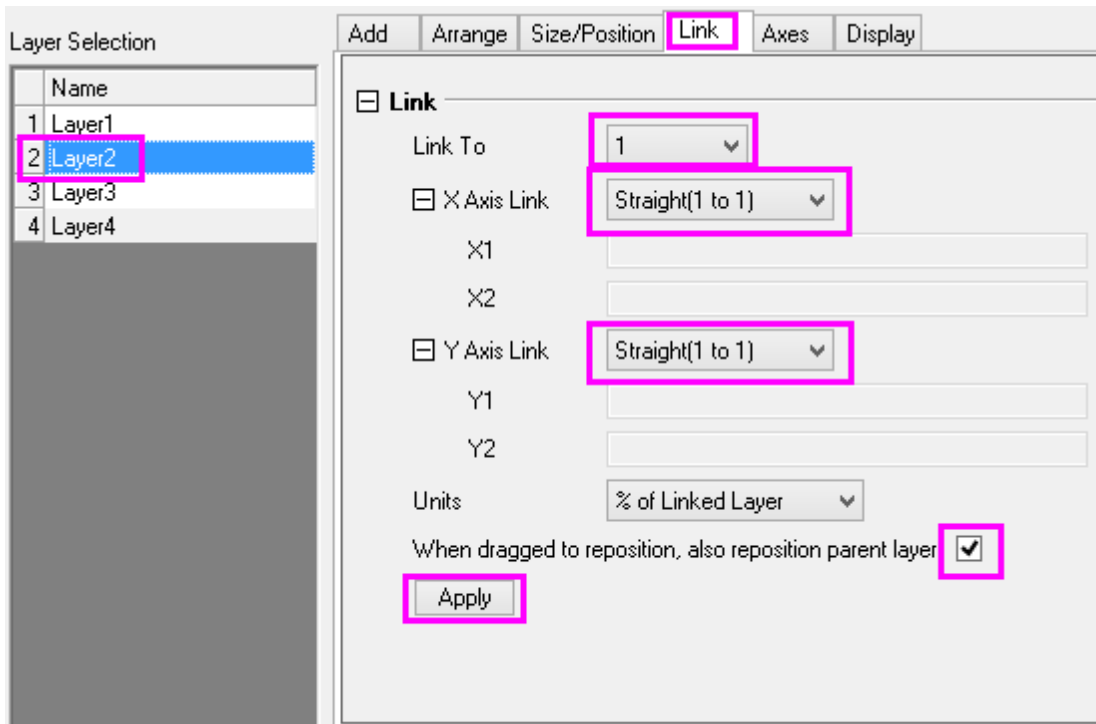 Layer Selection
Name
1 Layer1
2 Layer2
3 Layer3
4 Layer4
Add Arrange Size/Position Link Axes Display
Link
Link To 1
X Axis Link Straight(1 to 1)
X1
X2
Y Axis Link Straight(1 to 1)
Y1
Y2
Units % of Linked Layer
When dragged to reposition, also reposition parent layer
Apply